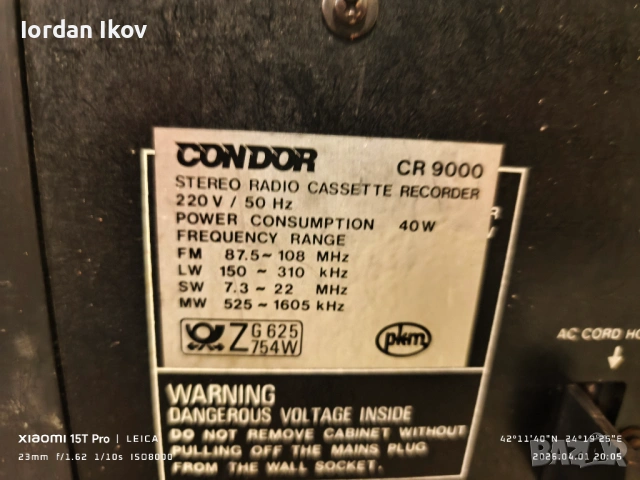 Iordan Ikov
CONDOR CR 9000
STEREO RADIO CASSETTE RECORDER
220 V / 50 Hz
POWER CONSUMPTION 40W
FREQUENCY RANGE
FM 87.5~108 MHz
LW 150 ~ 310 kHz
SW 7.3 ~ 22 MHz
MW 525~1605 kHz
Z G 625 754W
pkm
AC CORD HO
WARNING
DANGEROUS VOLTAGE INSIDE
DO NOT REMOVE CABINET WITHOUT
PULLING OFF THE MAINS PLUG
FROM THE WALL SOCKET.
XIAOMI 15T Pro | LEICA
23mm f/1.62 1/10s ISO8000
42°11'40"N 24°19'25"E
2026.04.01 20:05